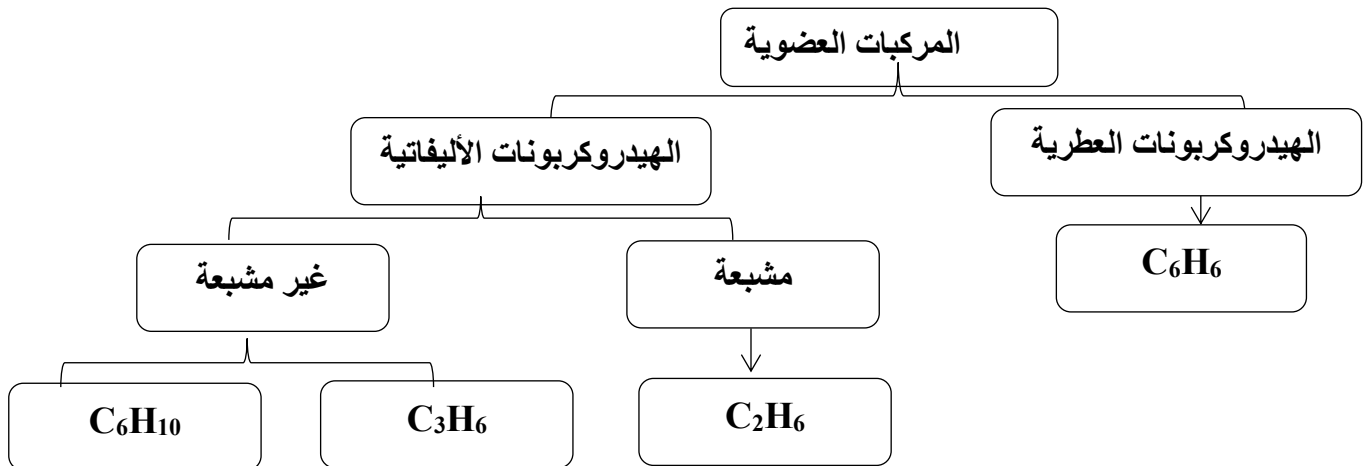 المركبات العضوية
الهيدروكربونات العطرية
الهيدروكربونات الأليفاتية
C₆H₆
مشبعة
غير مشبعة
C₂H₆
C₃H₆
C₆H₁₀